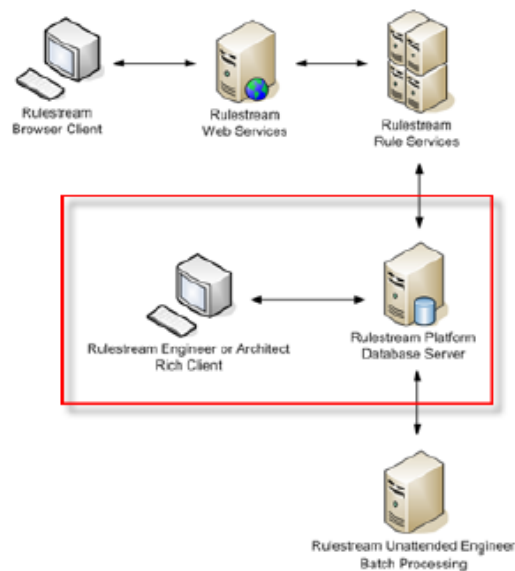 Rulestream
Browser Client
Rulestream
Web Services
Rulestream
Rule Services
Rulestream Engineer or Architect
Rich Client
Rulestream Platform
Database Server
Rulestream Unattended Engineer
Batch Processing